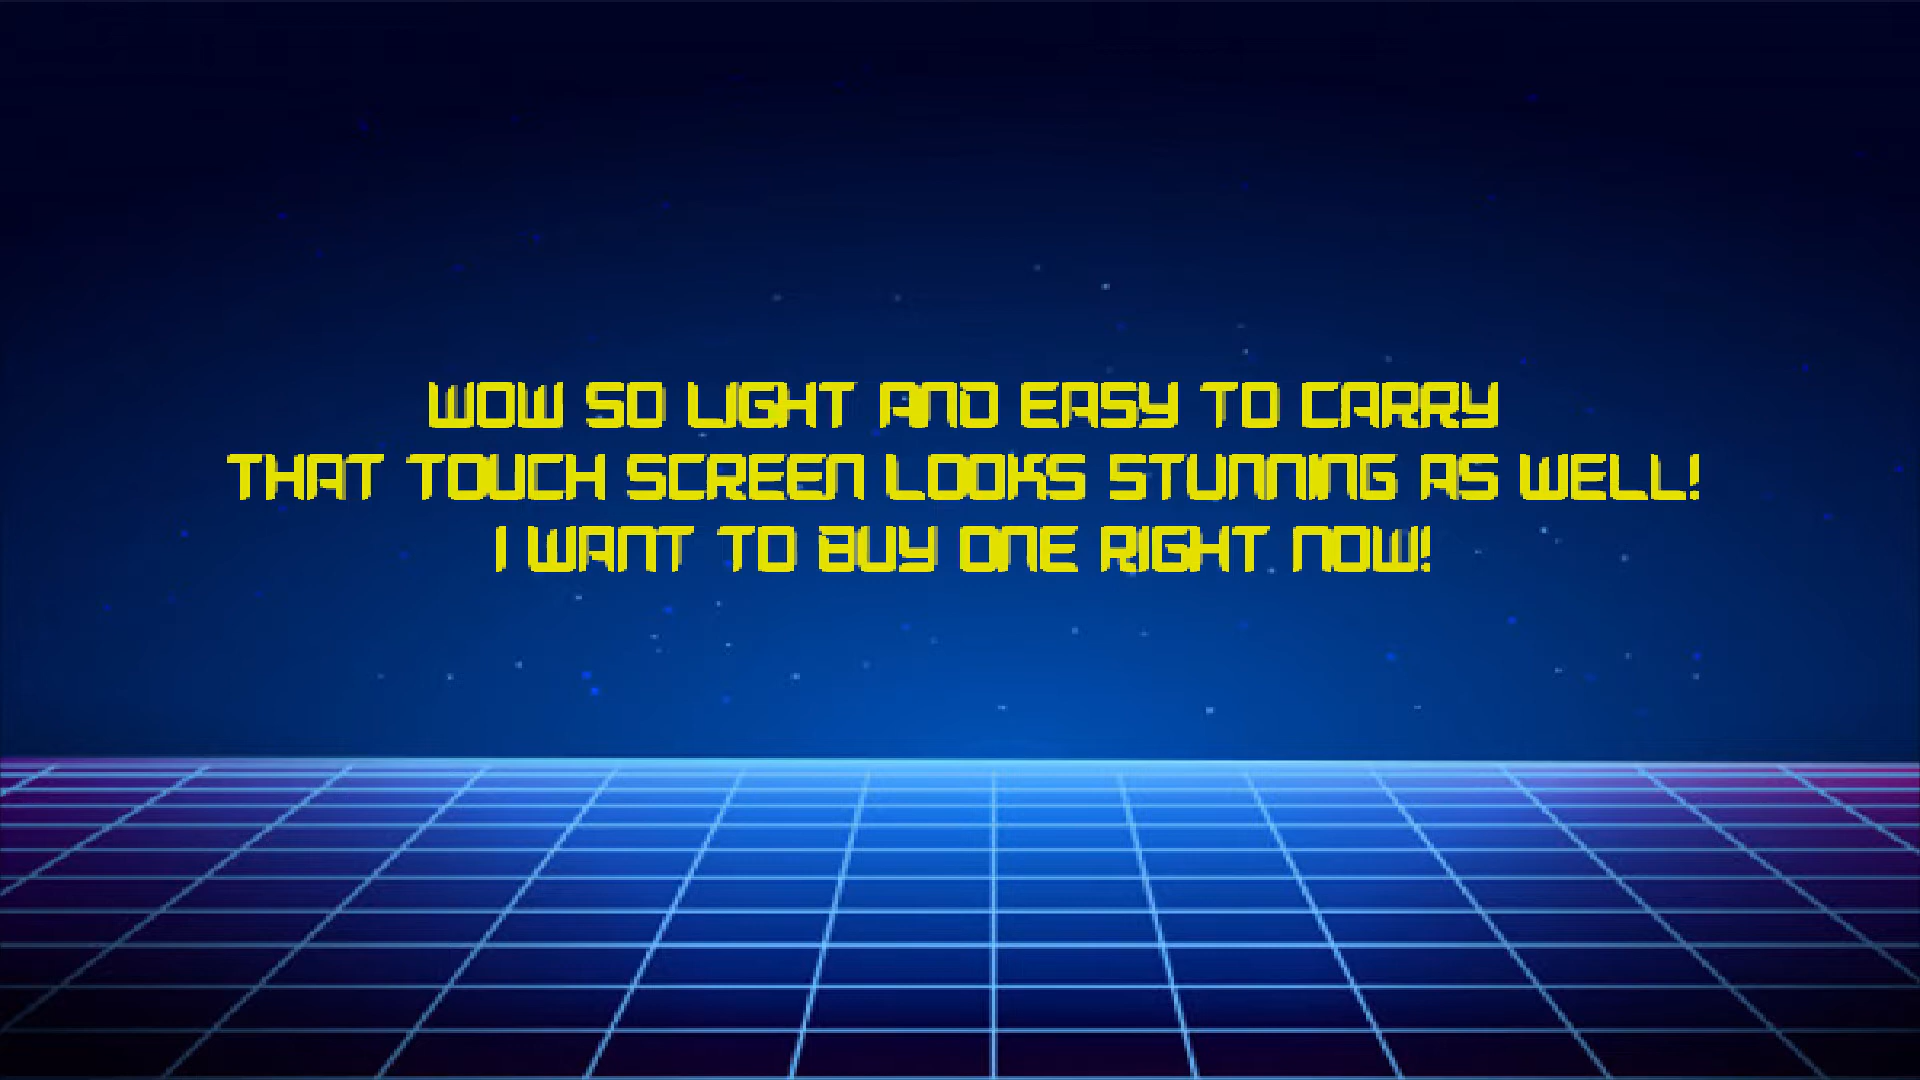 WOW SO LIGHT AND EASY TO CARRY
THAT TOUCH SCREEN LOOKS STUNNING AS WELL!
I WANT TO BUY ONE RIGHT NOW!